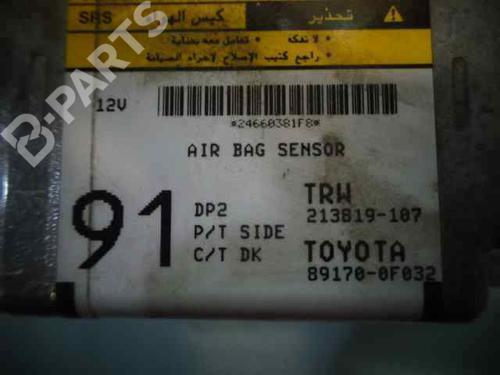 SRS كيس الهواء
تحذير
• لا تفكه • تعامل معه بعناية
• راجع كتيب الإصلاح لإجراء الصيانة
12V
*24660381F8*
AIR BAG SENSOR
91
DP2
P/T SIDE
C/T DK
TRW
213819-107
TOYOTA
89170-0F032
B-PARTS